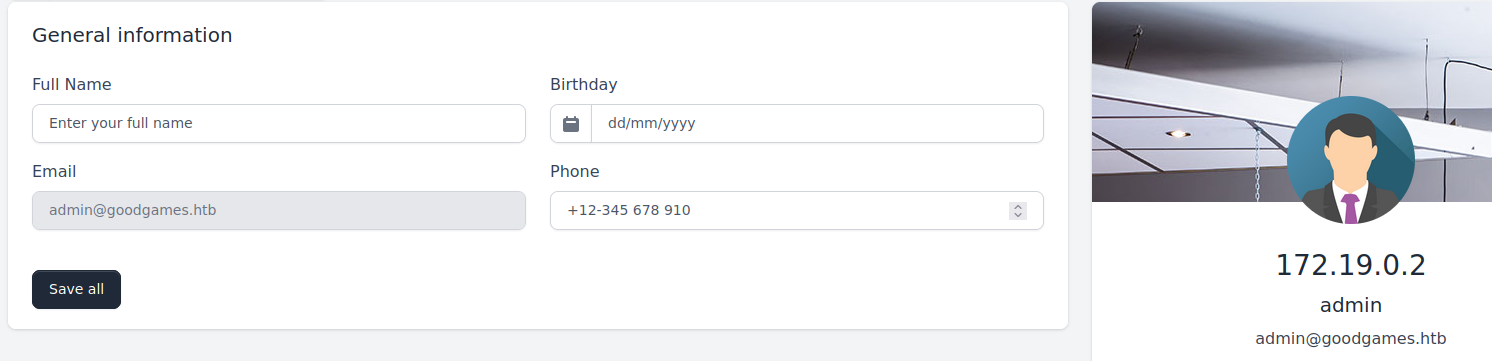 General information
Full Name
Birthday
Enter your full name
dd/mm/yyyy
Email
Phone
admin@goodgames.htb
+12-345 678 910
Save all
172.19.0.2
admin
admin@goodgames.htb